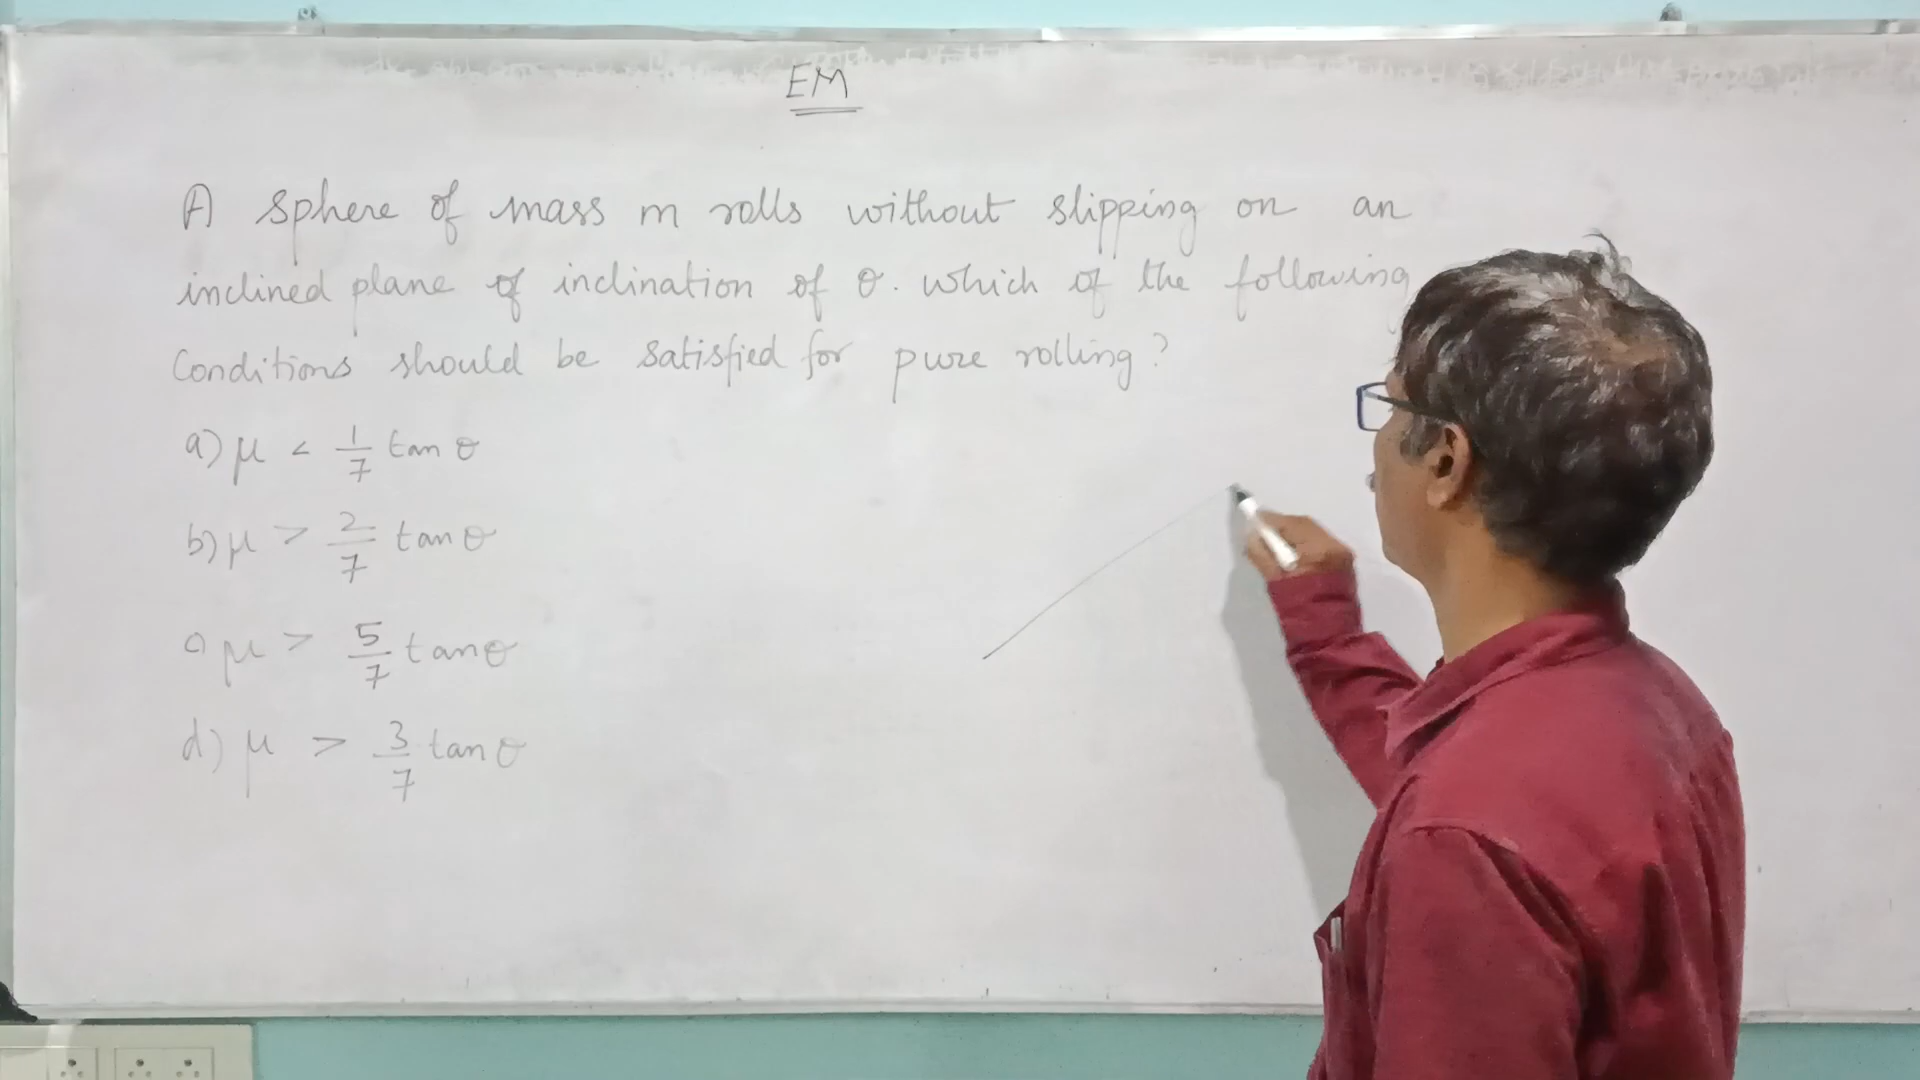 EM
A sphere of mass m rolls without slipping on an
inclined plane of inclination of θ. which of the following
Conditions should be satisfied for pure rolling?
a) μ < 1/7 tan θ
b) μ > 2/7 tan θ
c) μ > 5/7 tan θ
d) μ > 3/7 tan θ